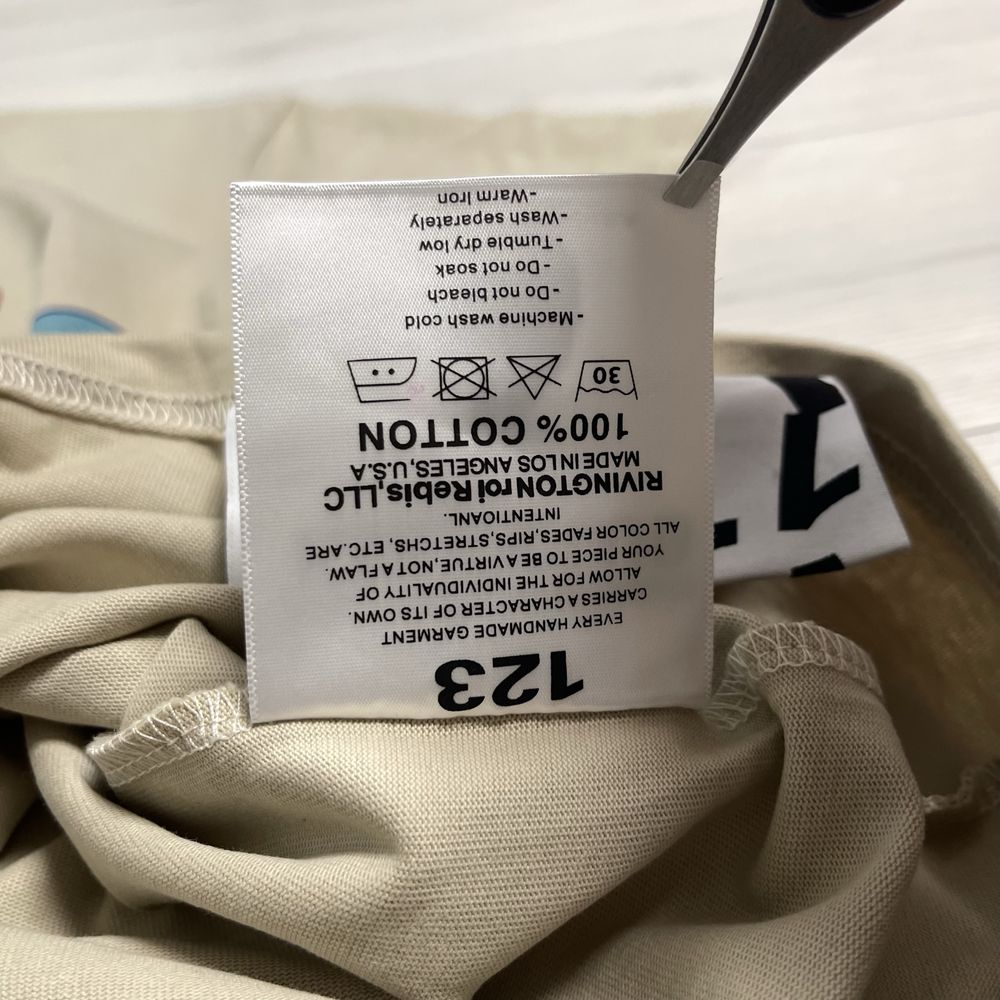 123
EVERY HANDMADE GARMENT
CARRIES A CHARACTER OF ITS OWN.
ALLOW FOR THE INDIVIDUALITY OF
YOUR PIECE TO BE A VIRTUE,NOT A FLAW.
ALL COLOR FADES,RIPS,STRETCHS, ETC.ARE
INTENTIOANL.
RIVINGTON roi Rebis,LLC
MADE IN LOS ANGELES,U.S.A
100% COTTON
30
-Machine wash cold
-Do not bleach
-Do not soak
-Tumble dry low
-Wash separately
-Warm Iron